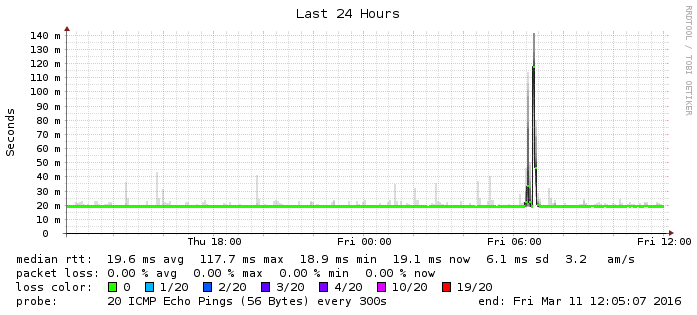 Last 24 Hours
RRDTOOL / TOBI OETIKER
Seconds
140 m
130 m
120 m
110 m
100 m
90 m
80 m
70 m
60 m
50 m
40 m
30 m
20 m
10 m
0
Thu 18:00 Fri 00:00 Fri 06:00 Fri 12:00
median rtt: 19.6 ms avg 117.7 ms max 18.9 ms min 19.1 ms now 6.1 ms sd 3.2 am/s
packet loss: 0.00 % avg 0.00 % max 0.00 % min 0.00 % now
loss color: 0 1/20 2/20 3/20 4/20 10/20 19/20
probe: 20 ICMP Echo Pings (56 Bytes) every 300s end: Fri Mar 11 12:05:07 2016